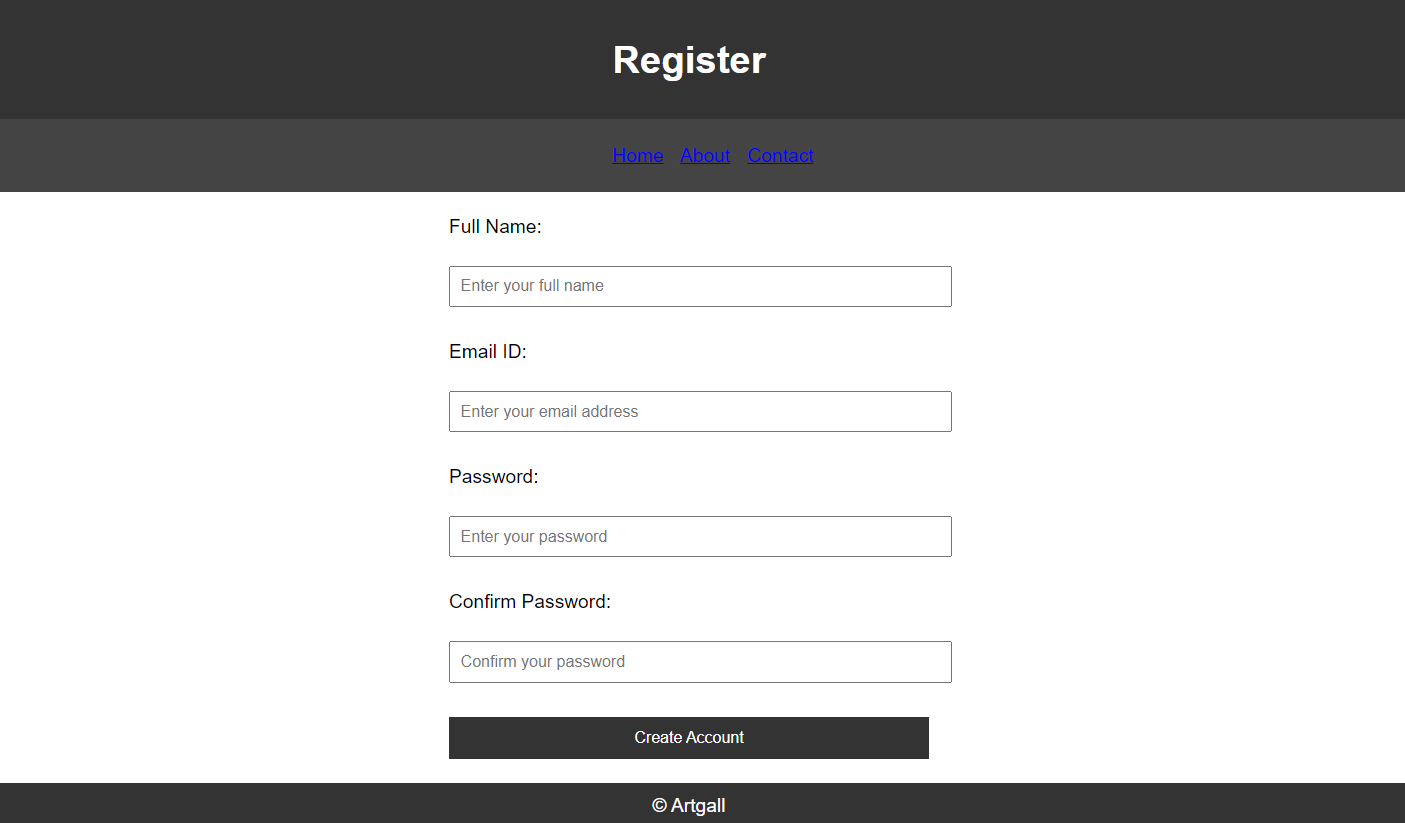 Register
Home About Contact
Full Name:
Enter your full name
Email ID:
Enter your email address
Password:
Enter your password
Confirm Password:
Confirm your password
Create Account
© Artgall